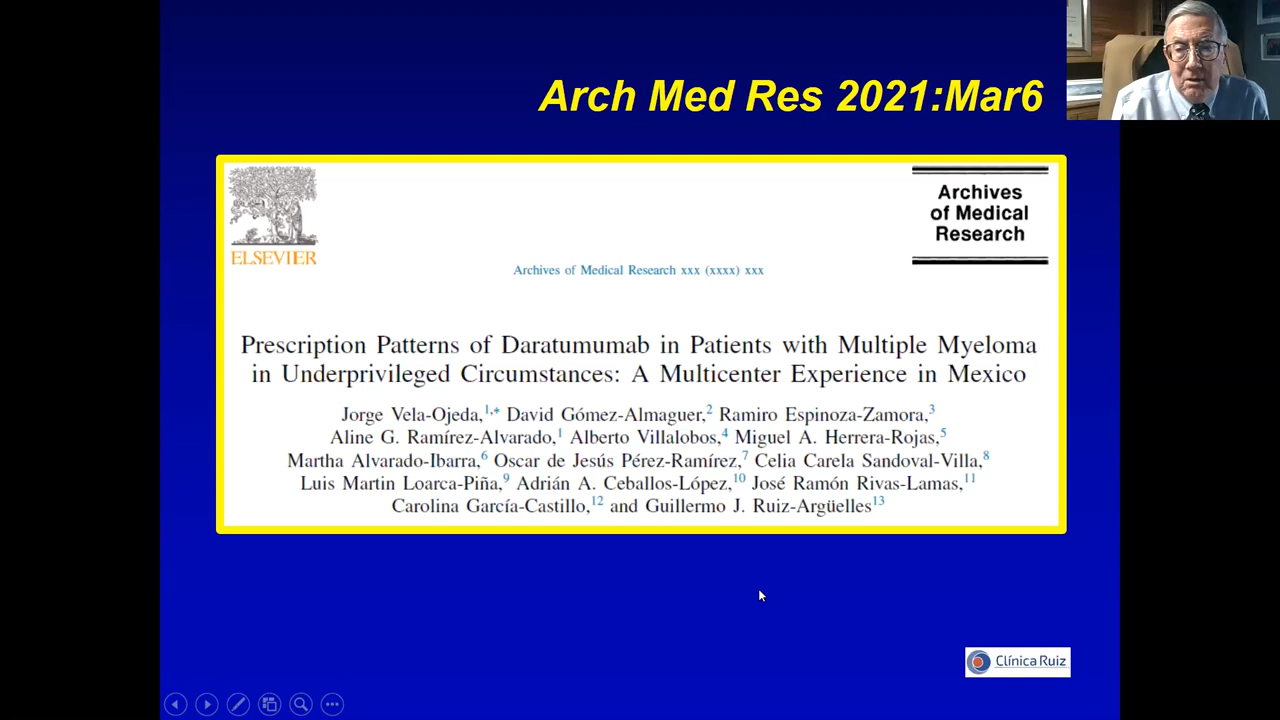 Arch Med Res 2021:Mar6
ELSEVIER
Archives
of Medical
Research
Archives of Medical Research xxx (xxxx) xxx
Prescription Patterns of Daratumumab in Patients with Multiple Myeloma
in Underprivileged Circumstances: A Multicenter Experience in Mexico
Jorge Vela-Ojeda,1,* David Gómez-Almaguer,2 Ramiro Espinoza-Zamora,3
Aline G. Ramírez-Alvarado,1 Alberto Villalobos,4 Miguel A. Herrera-Rojas,5
Martha Alvarado-Ibarra,6 Oscar de Jesús Pérez-Ramírez,7 Celia Carela Sandoval-Villa,8
Luis Martin Loarca-Piña,9 Adrián A. Ceballos-López,10 José Ramón Rivas-Lamas,11
Carolina García-Castillo,12 and Guillermo J. Ruiz-Argüelles13
Clínica Ruiz